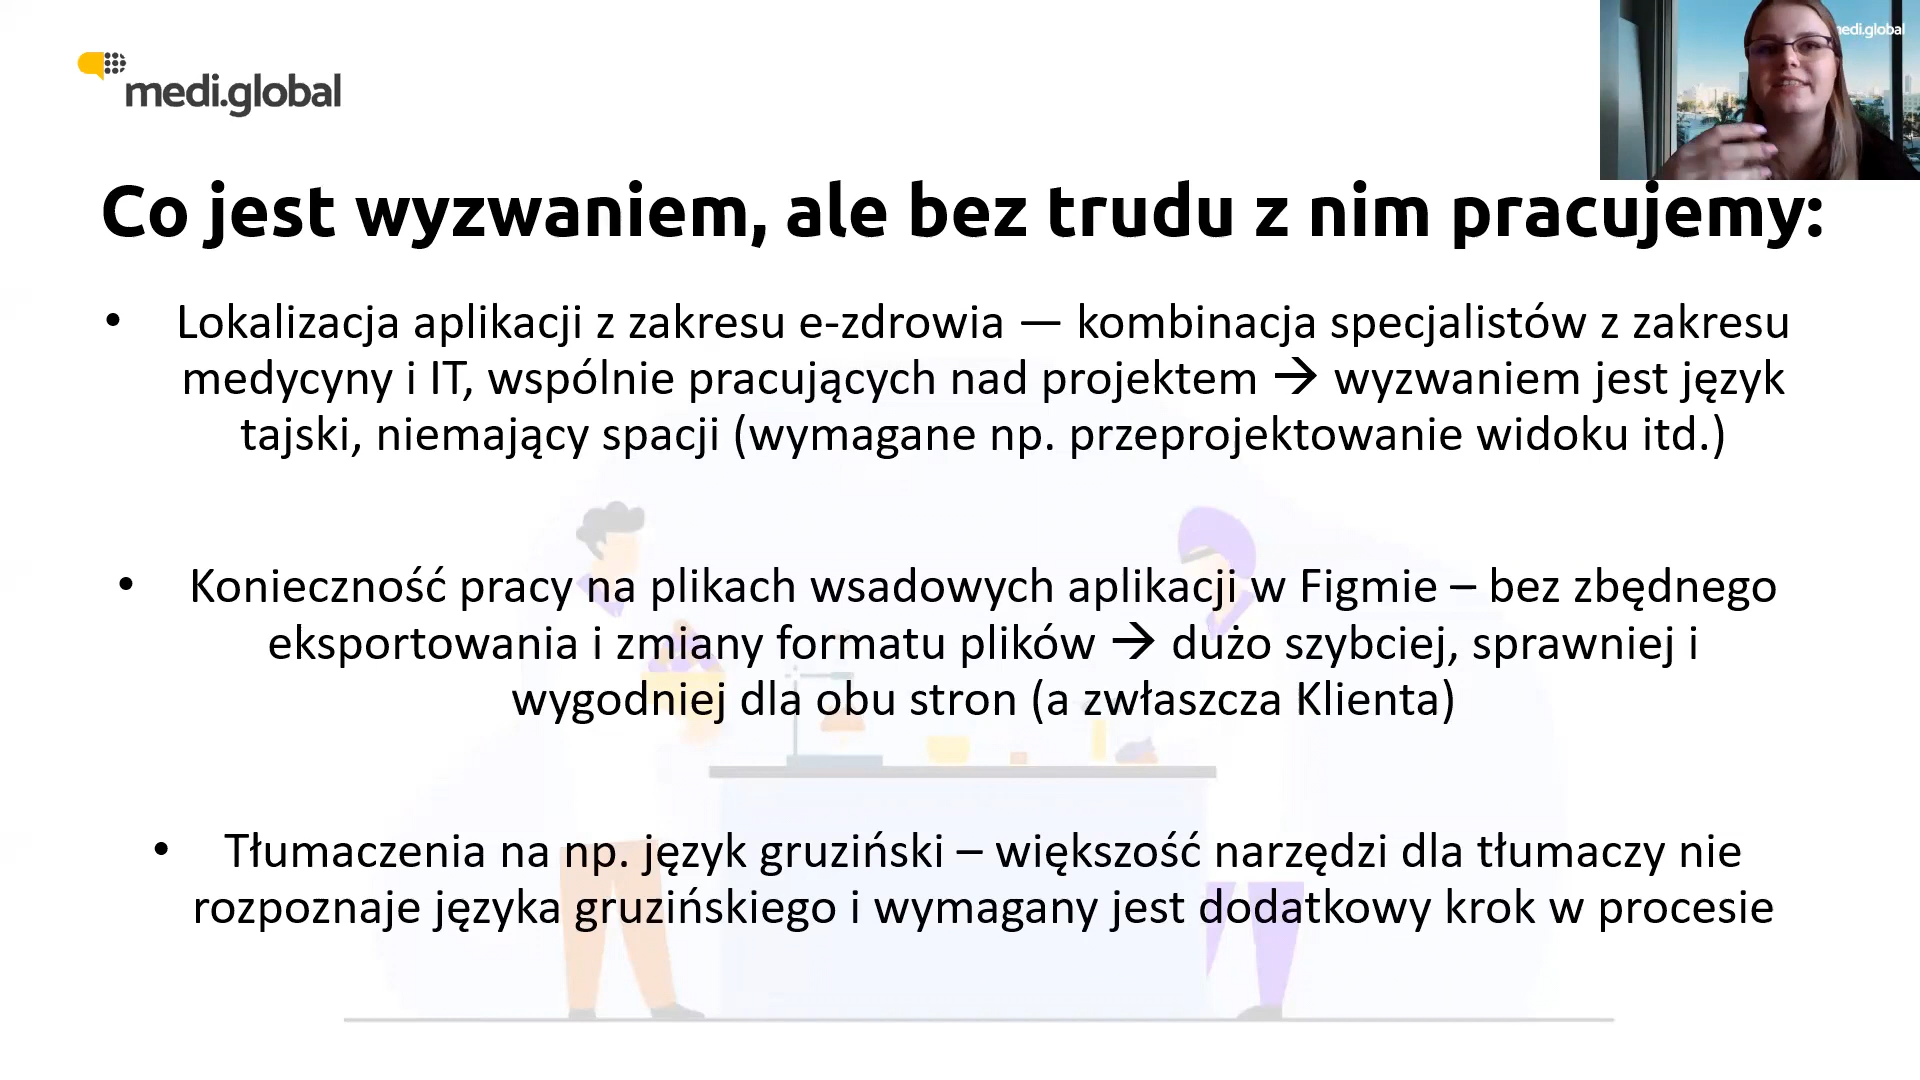 medi.global
medi.global
Co jest wyzwaniem, ale bez trudu z nim pracujemy:
• Lokalizacja aplikacji z zakresu e-zdrowia — kombinacja specjalistów z zakresu
medycyny i IT, wspólnie pracujących nad projektem → wyzwaniem jest język
tajski, niemający spacji (wymagane np. przeprojektowanie widoku itd.)
• Konieczność pracy na plikach wsadowych aplikacji w Figmie – bez zbędnego
eksportowania i zmiany formatu plików → dużo szybciej, sprawniej i
wygodniej dla obu stron (a zwłaszcza Klienta)
• Tłumaczenia na np. język gruziński – większość narzędzi dla tłumaczy nie
rozpoznaje języka gruzińskiego i wymagany jest dodatkowy krok w procesie